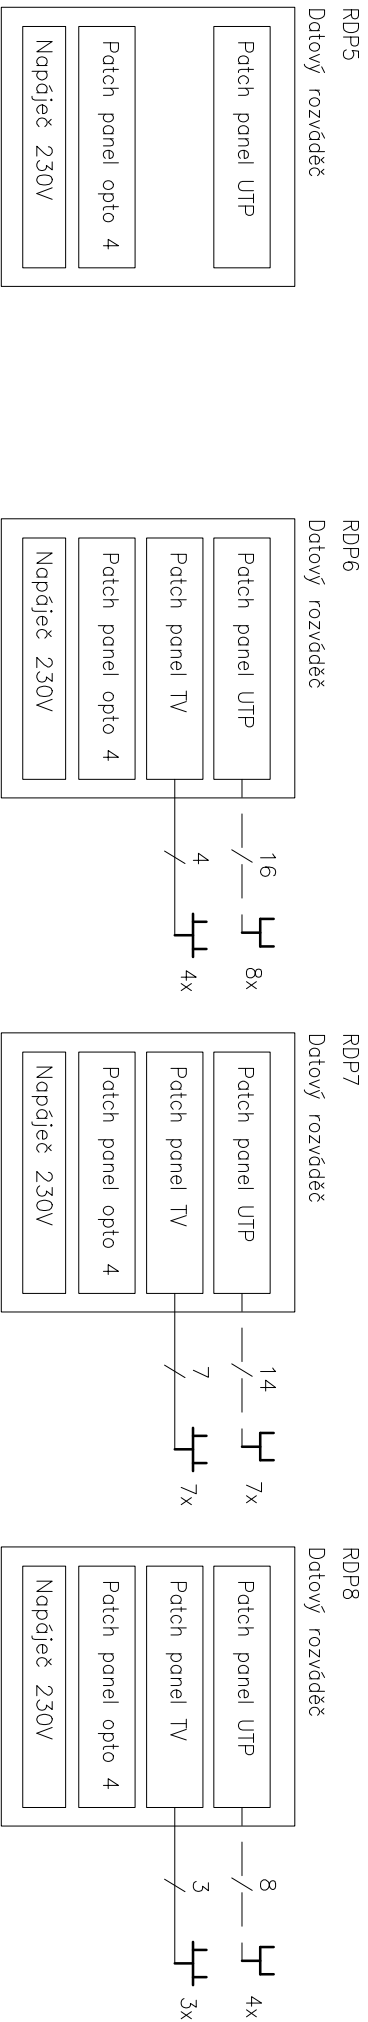 RDP5
Datový rozváděč
Patch panel UTP
Patch panel opto 4
Napáječ 230V
RDP6
Datový rozváděč
Patch panel UTP
16
8x
Patch panel TV
4
4x
Patch panel opto 4
Napáječ 230V
RDP7
Datový rozváděč
Patch panel UTP
14
7x
Patch panel TV
7
7x
Patch panel opto 4
Napáječ 230V
RDP8
Datový rozváděč
Patch panel UTP
8
4x
Patch panel TV
3
3x
Patch panel opto 4
Napáječ 230V